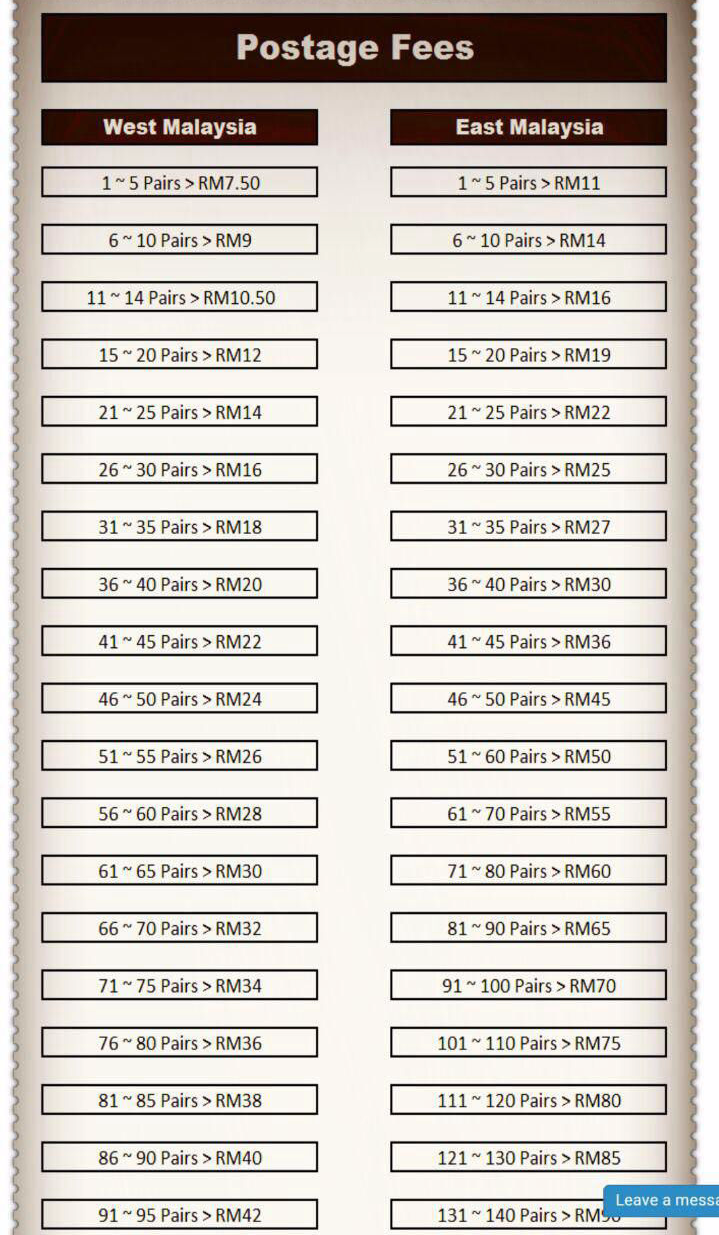 Postage Fees
West Malaysia
East Malaysia
1 ~ 5 Pairs > RM7.50
1 ~ 5 Pairs > RM11
6 ~ 10 Pairs > RM9
6 ~ 10 Pairs > RM14
11 ~ 14 Pairs > RM10.50
11 ~ 14 Pairs > RM16
15 ~ 20 Pairs > RM12
15 ~ 20 Pairs > RM19
21 ~ 25 Pairs > RM14
21 ~ 25 Pairs > RM22
26 ~ 30 Pairs > RM16
26 ~ 30 Pairs > RM25
31 ~ 35 Pairs > RM18
31 ~ 35 Pairs > RM27
36 ~ 40 Pairs > RM20
36 ~ 40 Pairs > RM30
41 ~ 45 Pairs > RM22
41 ~ 45 Pairs > RM36
46 ~ 50 Pairs > RM24
46 ~ 50 Pairs > RM45
51 ~ 55 Pairs > RM26
51 ~ 60 Pairs > RM50
56 ~ 60 Pairs > RM28
61 ~ 70 Pairs > RM55
61 ~ 65 Pairs > RM30
71 ~ 80 Pairs > RM60
66 ~ 70 Pairs > RM32
81 ~ 90 Pairs > RM65
71 ~ 75 Pairs > RM34
91 ~ 100 Pairs > RM70
76 ~ 80 Pairs > RM36
101 ~ 110 Pairs > RM75
81 ~ 85 Pairs > RM38
111 ~ 120 Pairs > RM80
86 ~ 90 Pairs > RM40
121 ~ 130 Pairs > RM85
Leave a messa
91 ~ 95 Pairs > RM42
131 ~ 140 Pairs >